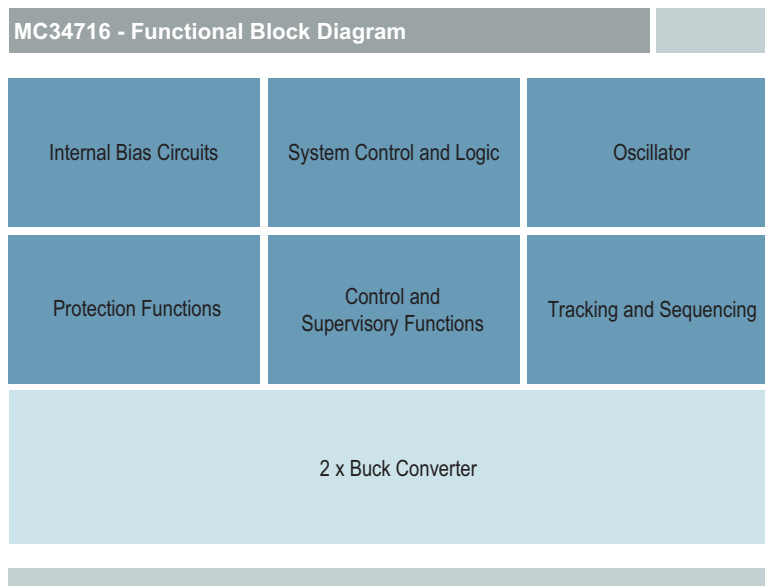 MC34716 - Functional Block Diagram
Internal Bias Circuits
System Control and Logic
Oscillator
Protection Functions
Control and
Supervisory Functions
Tracking and Sequencing
2 x Buck Converter